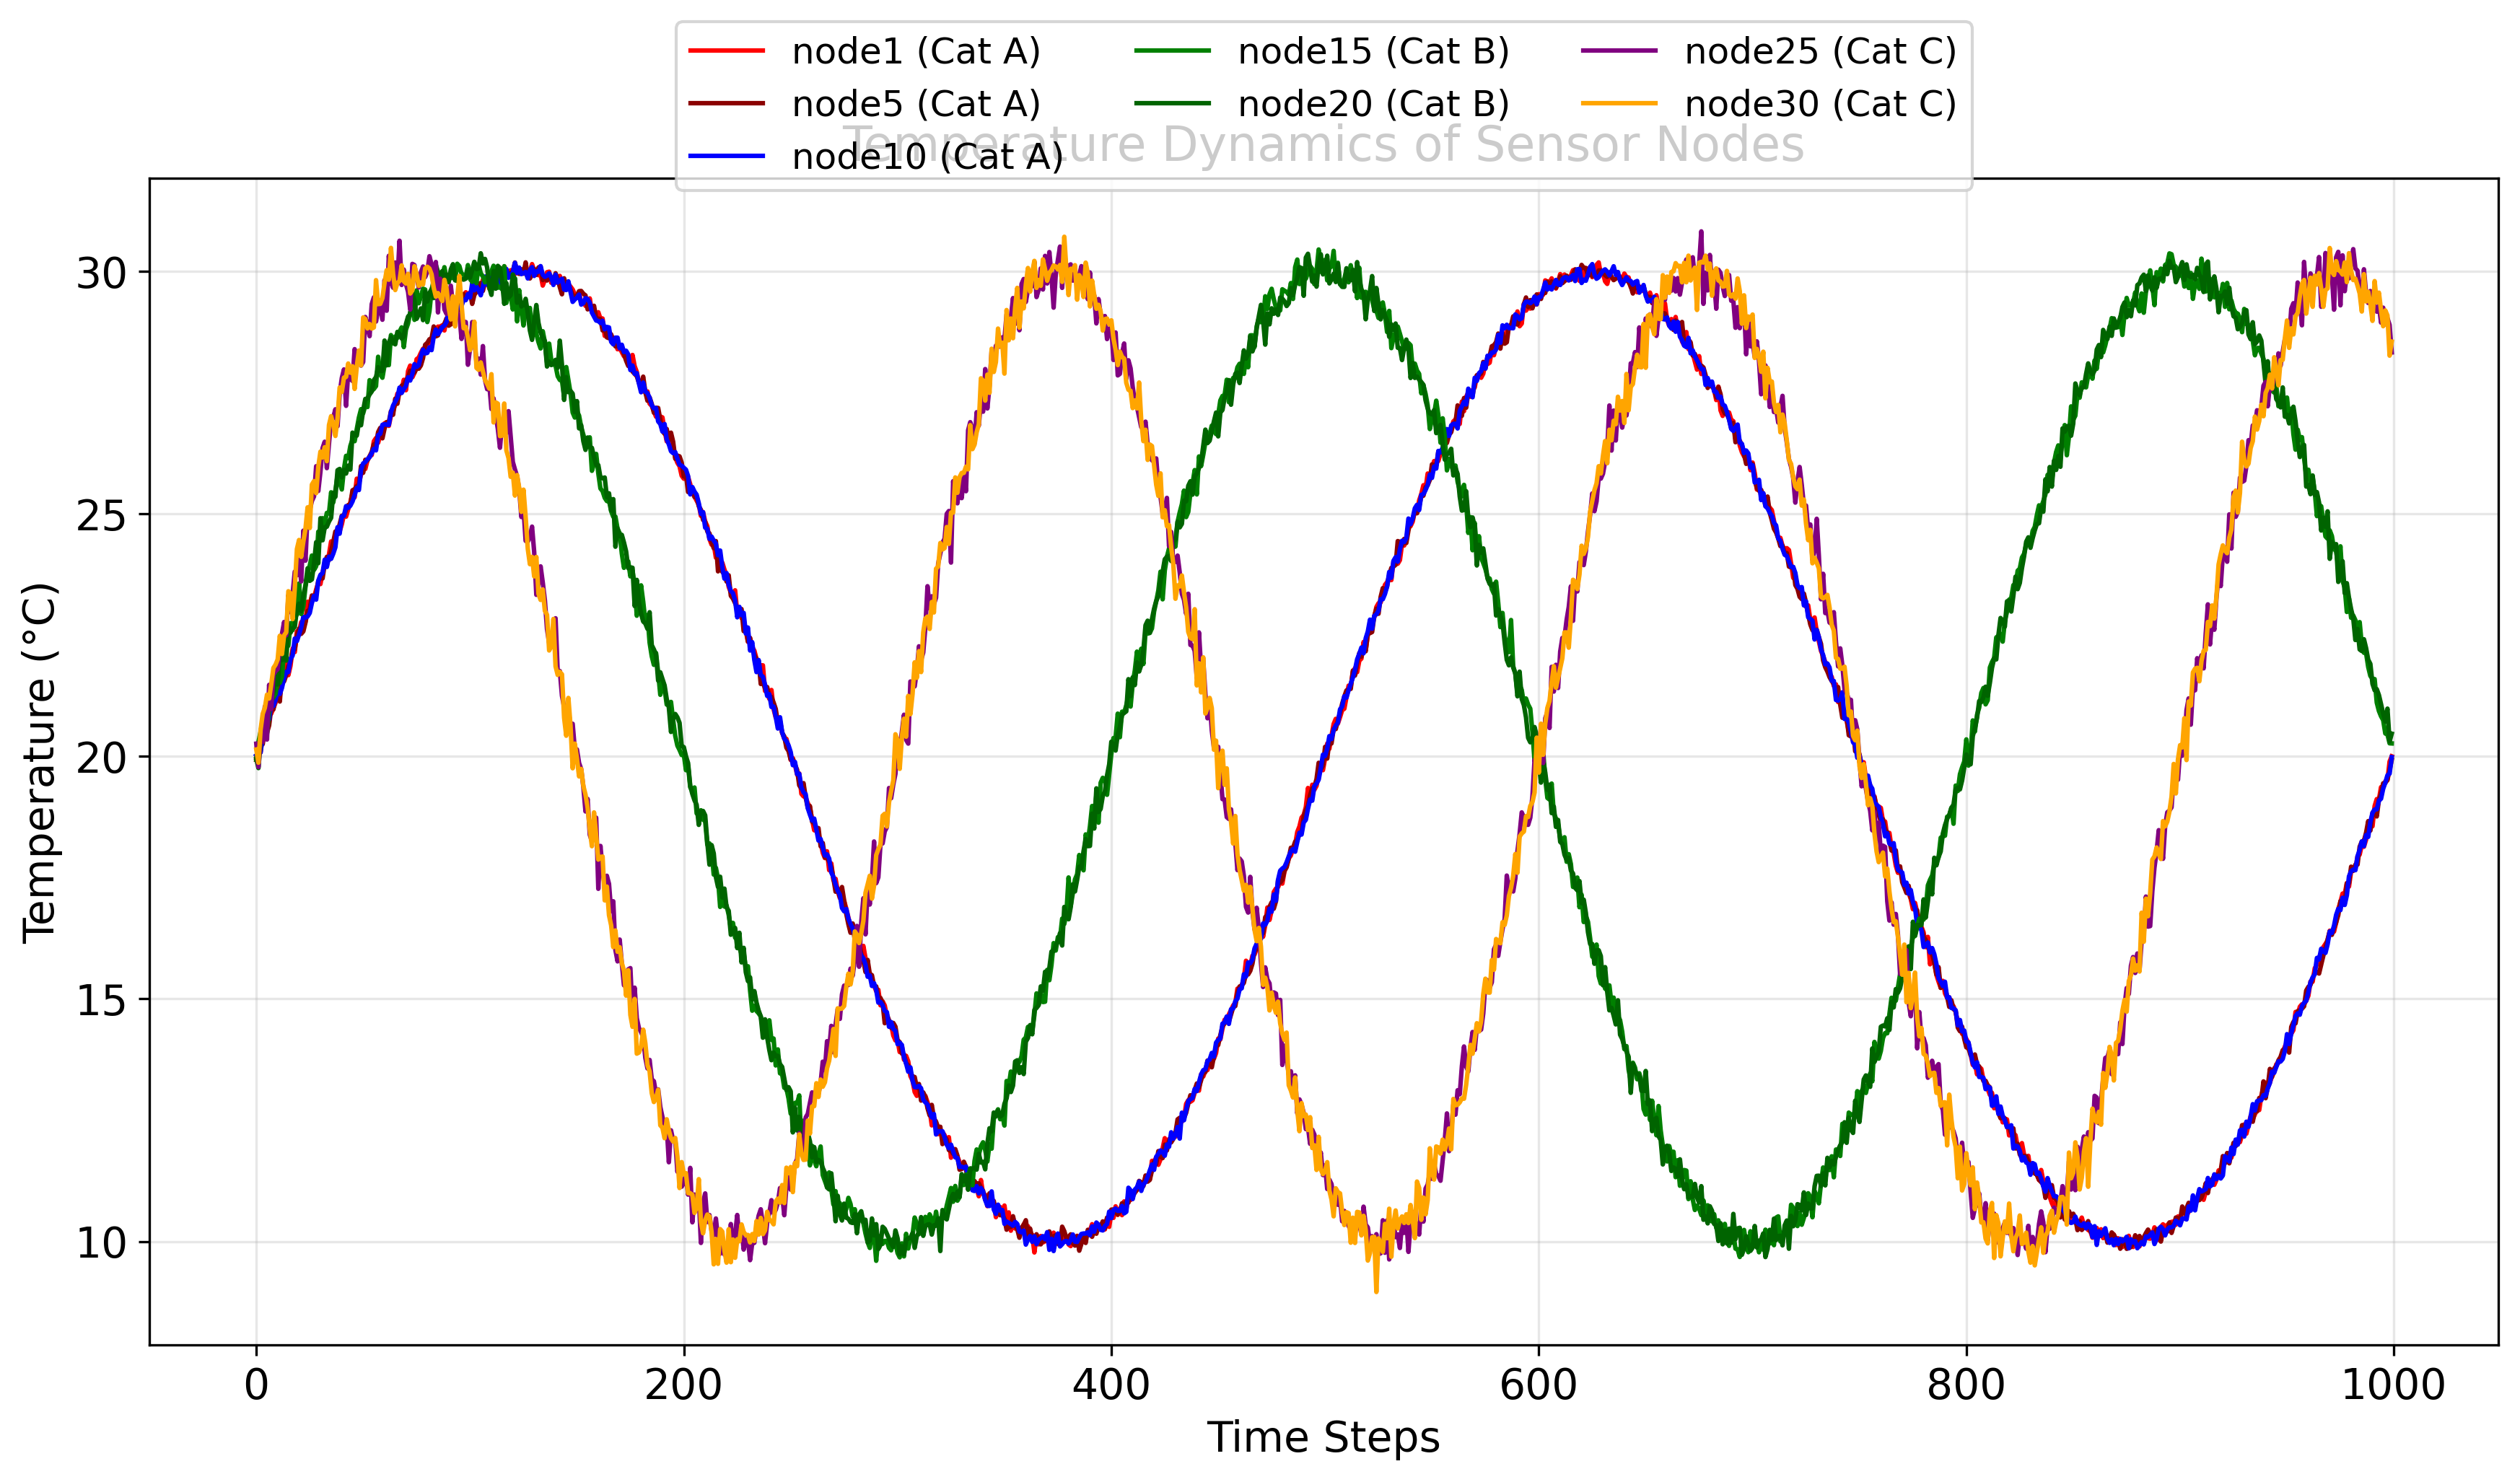 node1 (Cat A)
node5 (Cat A)
node10 (Cat A)
node15 (Cat B)
node20 (Cat B)
node25 (Cat C)
node30 (Cat C)
Temperature Dynamics of Sensor Nodes
Temperature (°C)
30
25
20
15
10
0 200 400 600 800 1000
Time Steps